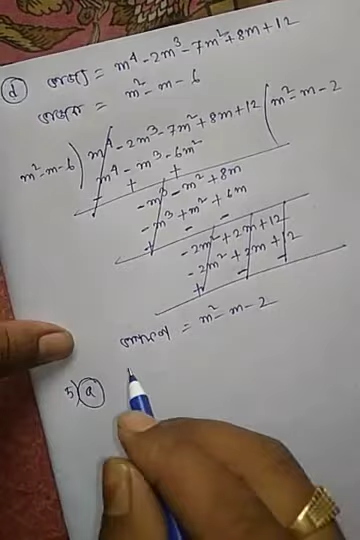 d ভাজ্য = m⁴ - 2m³ - 7m² + 8m + 12
ভাজক = m² - m - 6
m² - m - 6 ) m⁴ - 2m³ - 7m² + 8m + 12 ( m² - m - 2
m⁴ - m³ - 6m²
- + +
- m³ - m² + 8m
- m³ + m² + 6m
+ - -
- 2m² + 2m + 12
- 2m² + 2m + 12
+ - -
ভাগফল = m² - m - 2
5) a